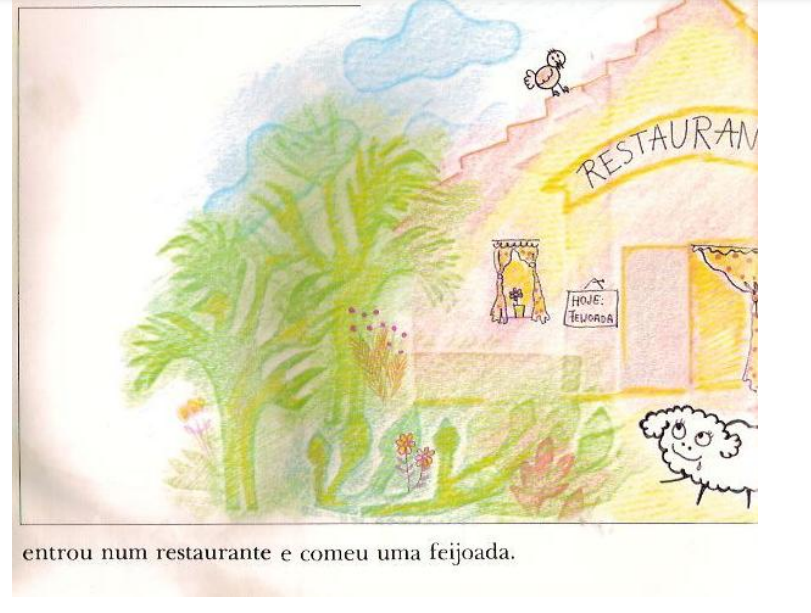 RESTAURAN
HOJE:
FEIJOADA
entrou num restaurante e comeu uma feijoada.